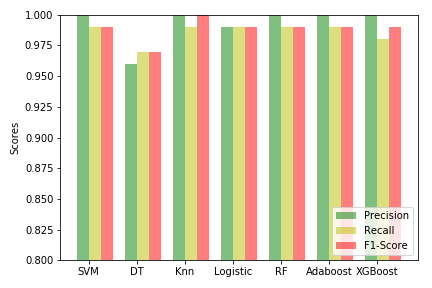 Scores
1.000
0.975
0.950
0.925
0.900
0.875
0.850
0.825
0.800
SVM DT Knn Logistic RF Adaboost XGBoost
Precision
Recall
F1-Score